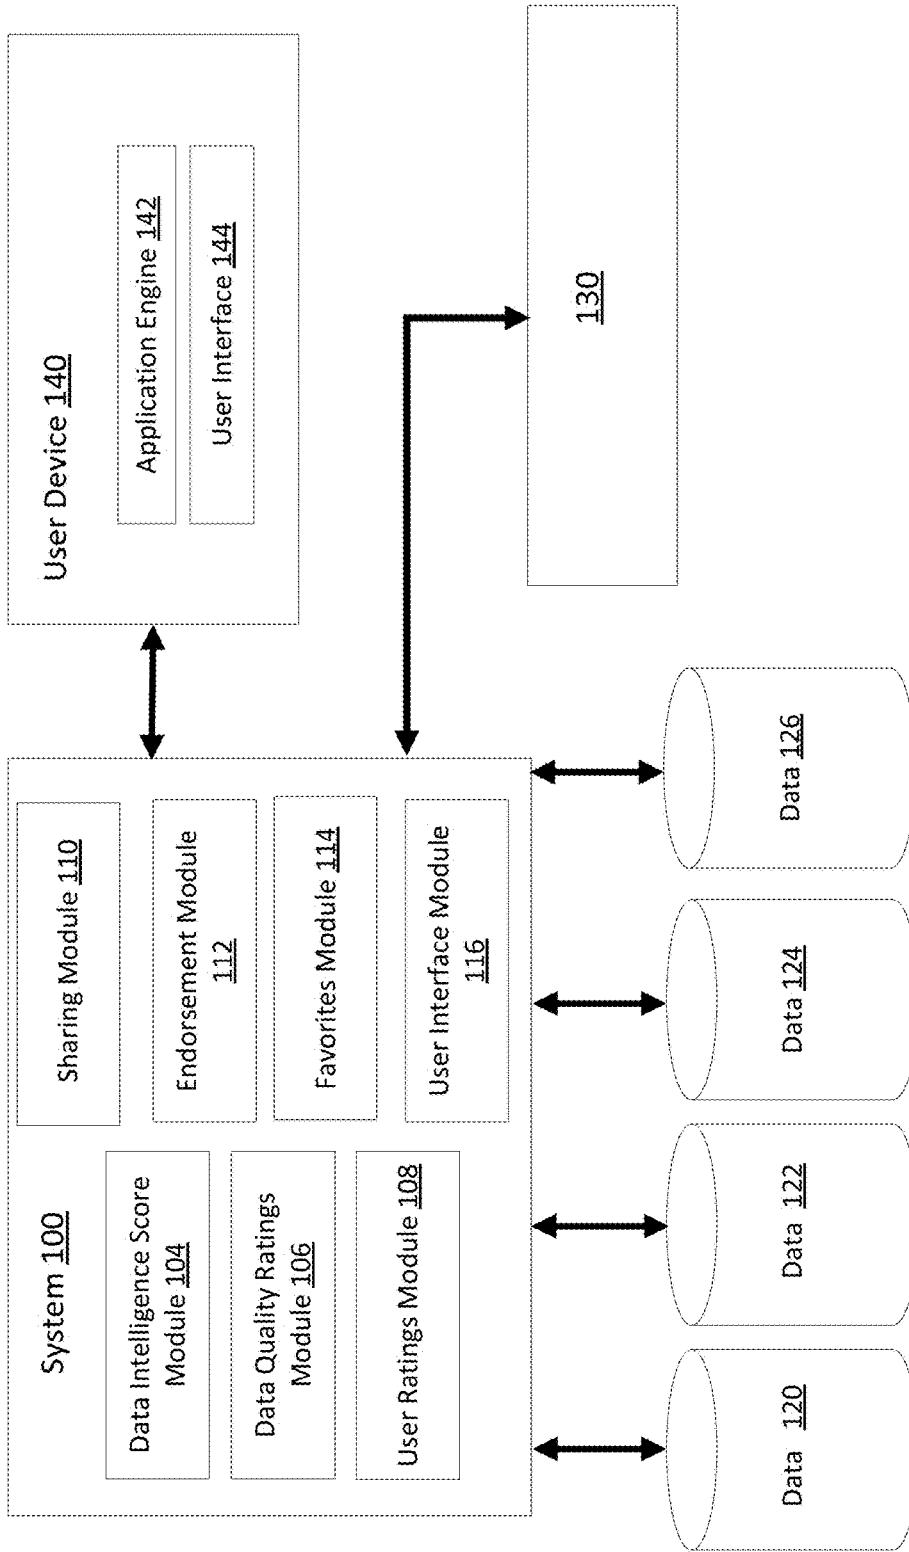 System 100
Data Intelligence Score
Module 104
Data Quality Ratings
Module 106
User Ratings Module 108
Sharing Module 110
Endorsement Module
112
Favorites Module 114
User Interface Module
116
User Device 140
Application Engine 142
User Interface 144
130
Data 120
Data 122
Data 124
Data 126